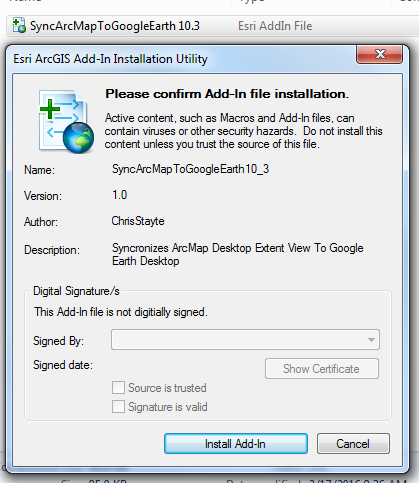 Name
Type
SyncArcMapToGoogleEarth 10.3 Esri AddIn File
Esri ArcGIS Add-In Installation Utility
Please confirm Add-In file installation.
Active content, such as Macros and Add-In files, can
contain viruses or other security hazards. Do not install this
content unless you trust the source of this file.
Name: SyncArcMapToGoogleEarth10_3
Version: 1.0
Author: ChrisStayte
Description: Syncronizes ArcMap Desktop Extent View To Google
Earth Desktop
Digital Signature/s
This Add-In file is not digitially signed.
Signed By:
Signed date:
Show Certificate
Source is trusted
Signature is valid
Install Add-In
Cancel